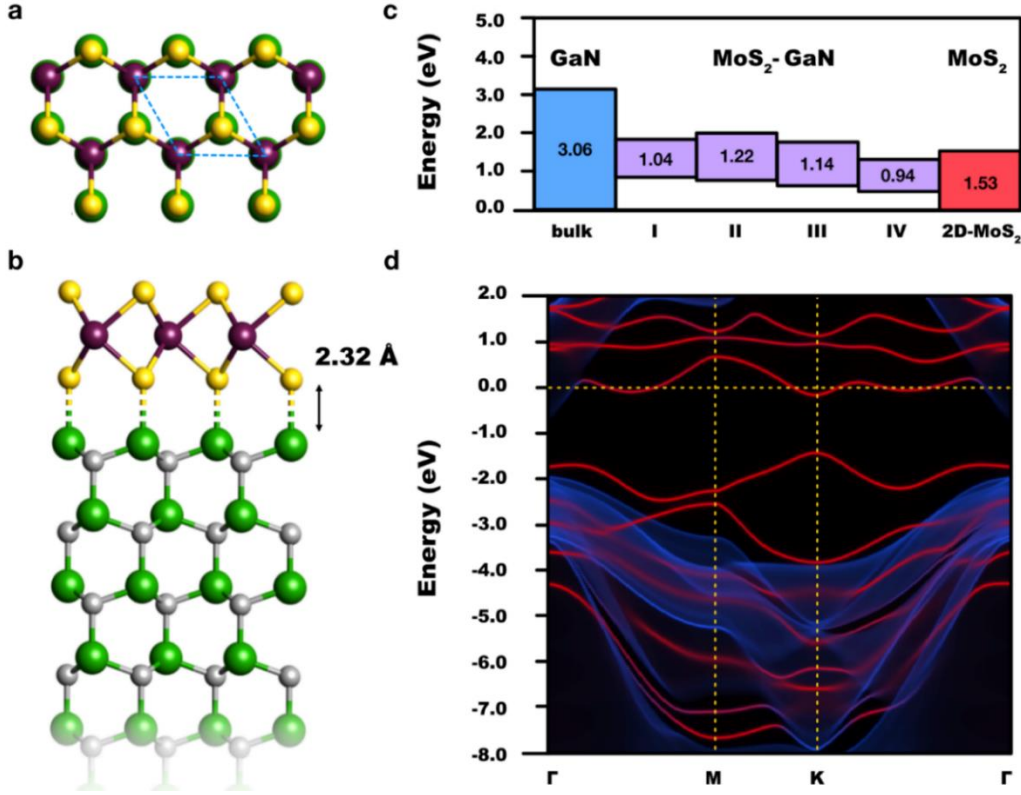 a
b
2.32 Å
c
Energy (eV)
5.0
4.0
3.0
2.0
1.0
0.0
GaN
MoS₂-GaN
MoS₂
3.06
1.04
1.22
1.14
0.94
1.53
bulk
I
II
III
IV
2D-MoS₂
d
Energy (eV)
2.0
1.0
0.0
-1.0
-2.0
-3.0
-4.0
-5.0
-6.0
-7.0
-8.0
Γ
M
K
Γ